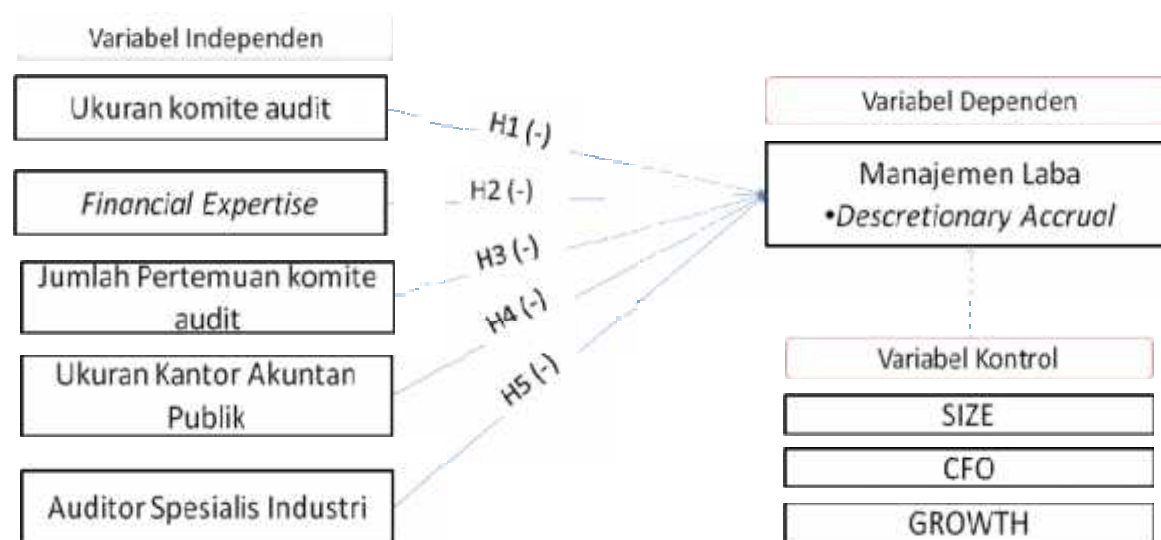 Variabel Independen
Ukuran komite audit
Financial Expertise
Jumlah Pertemuan komite
audit
Ukuran Kantor Akuntan
Publik
Auditor Spesialis Industri
H1 (-)
H2 (-)
H3 (-)
H4 (-)
H5 (-)
Variabel Dependen
Manajemen Laba
•Descretionary Accrual
Variabel Kontrol
SIZE
CFO
GROWTH